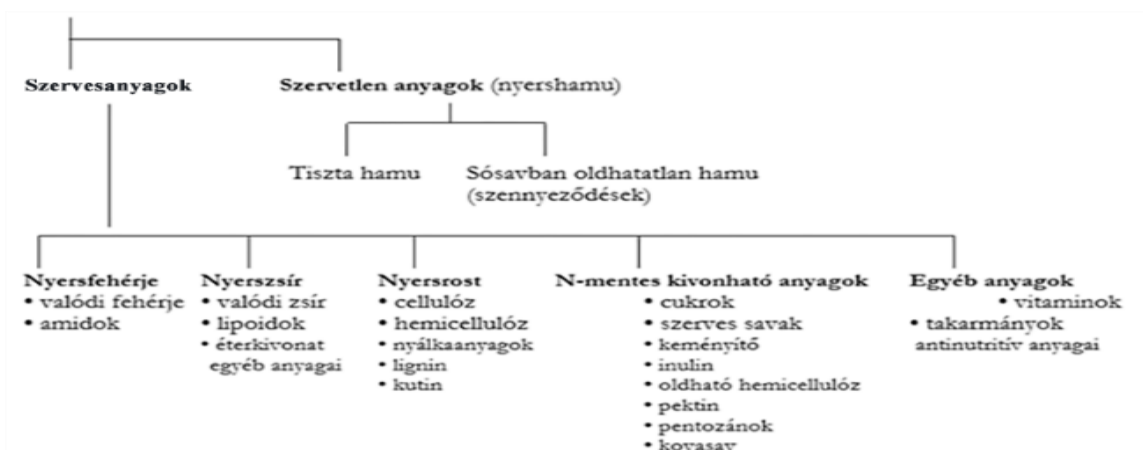 Szervesanyagok
Szervetlen anyagok (nyershamu)
Tiszta hamu
Sósavban oldhatatlan hamu
(szennyeződések)
Nyersfehérje
• valódi fehérje
• amidok
Nyerszsír
• valódi zsír
• lipoidok
• éterkivonat
egyéb anyagai
Nyersrost
• cellulóz
• hemicellulóz
• nyálkaanyagok
• lignin
• kutin
N-mentes kivonható anyagok
• cukrok
• szerves savak
• keményítő
• inulin
• oldható hemicellulóz
• pektin
• pentozánok
• kovasav
Egyéb anyagok
• vitaminok
• takarmányok
antinutritív anyagai